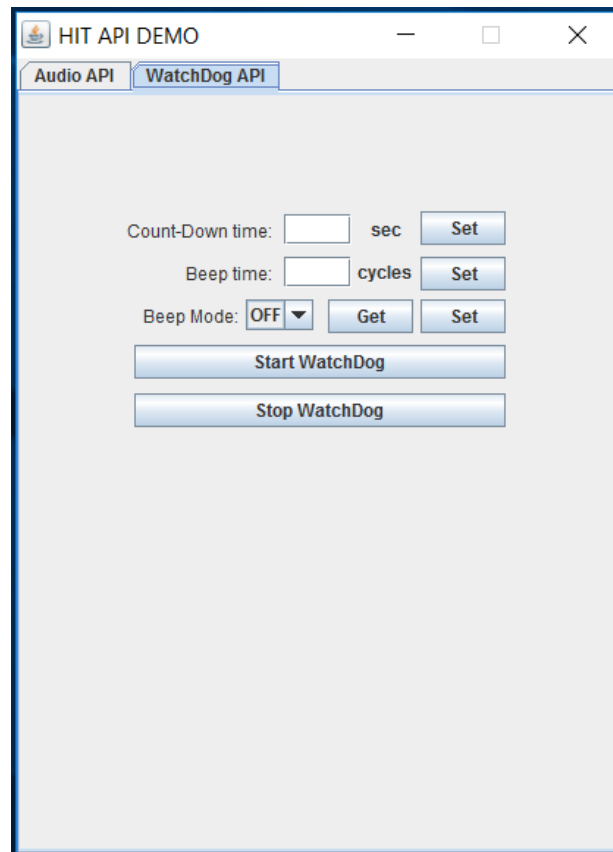 HIT API DEMO
Audio API WatchDog API
Count-Down time: sec Set
Beep time: cycles Set
Beep Mode: OFF Get Set
Start WatchDog
Stop WatchDog